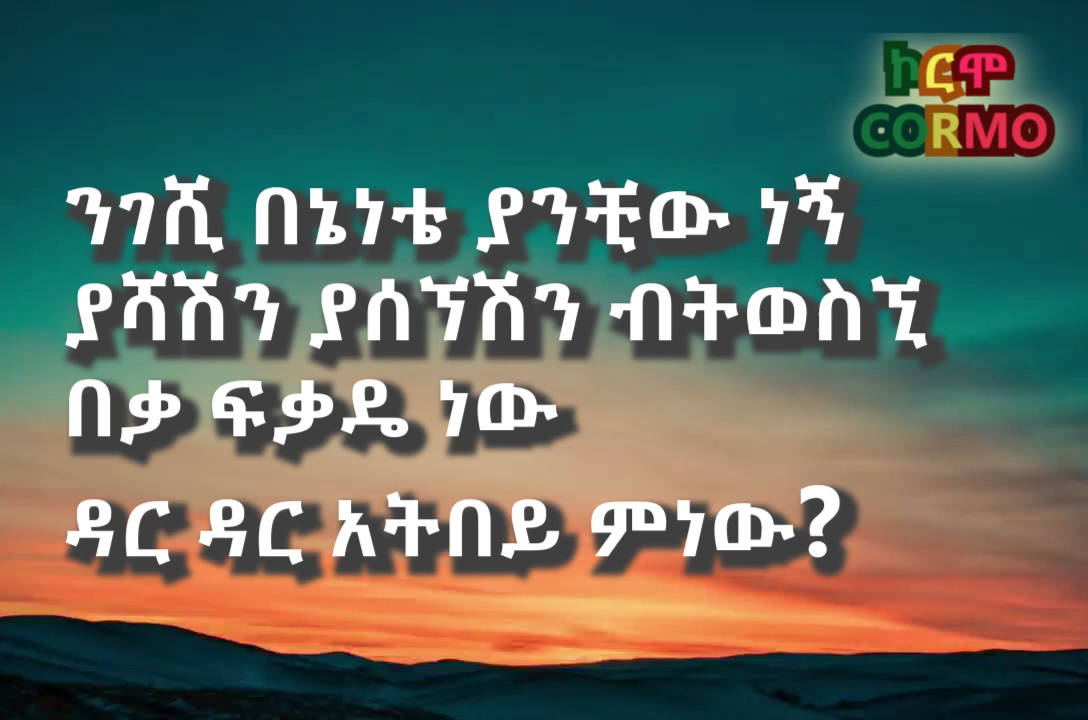 ከርሞ
CORMO
ንገሺ በኔነቴ ያንቺው ነኝ
ያሻሽን ያሰኘሽን ብትወስኚ
በቃ ፍቃዴ ነው
ዳር ዳር አትበይ ምነው?